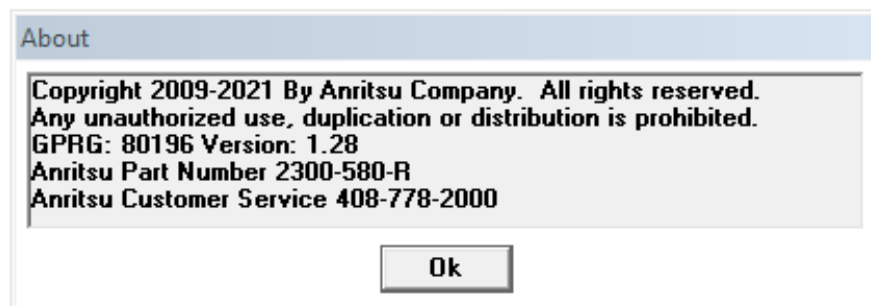 About
Copyright 2009-2021 By Anritsu Company.  All rights reserved.
Any unauthorized use, duplication or distribution is prohibited.
GPRG: 80196 Version: 1.28
Anritsu Part Number 2300-580-R
Anritsu Customer Service 408-778-2000
Ok